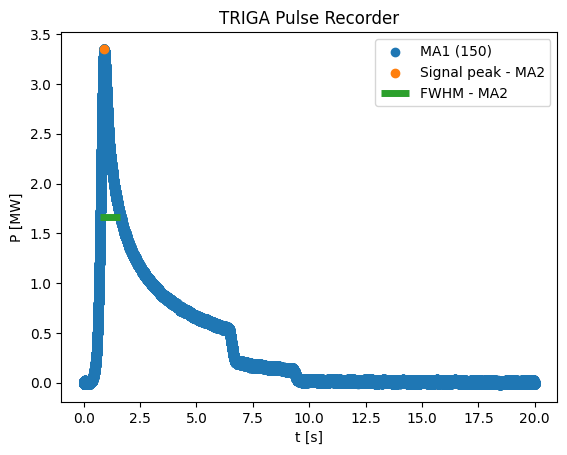 TRIGA Pulse Recorder
MA1 (150)
Signal peak - MA2
FWHM - MA2
P [MW]
3.5
3.0
2.5
2.0
1.5
1.0
0.5
0.0
0.0 2.5 5.0 7.5 10.0 12.5 15.0 17.5 20.0
t [s]